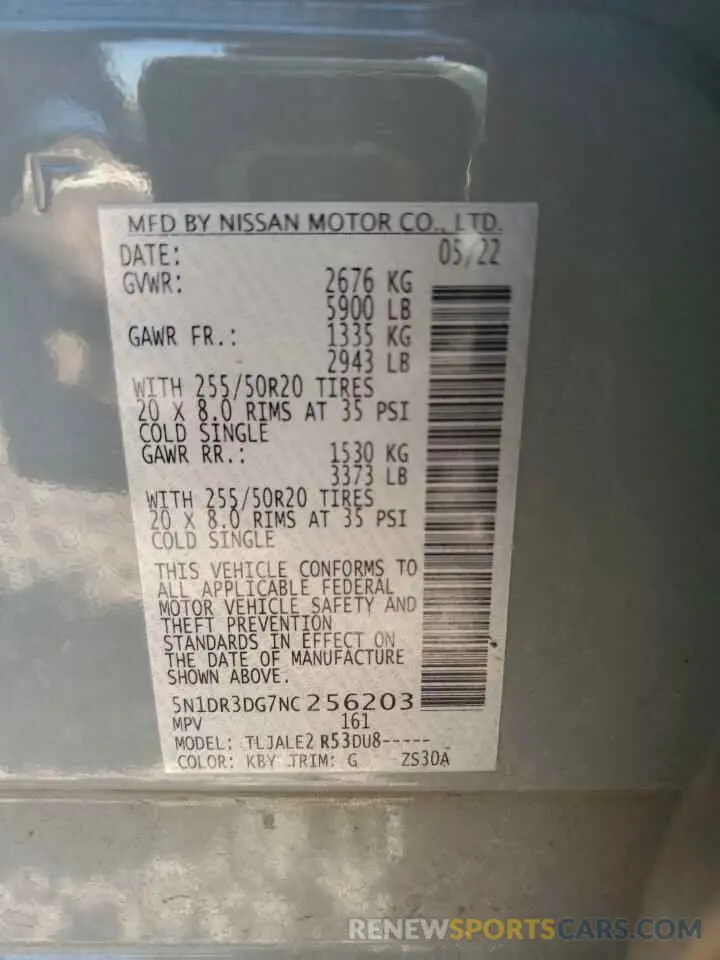 MFD BY NISSAN MOTOR CO., LTD.
DATE: 05/22
GVWR: 2676 KG
5900 LB
GAWR FR.: 1335 KG
2943 LB
WITH 255/50R20 TIRES
20 X 8.0 RIMS AT 35 PSI
COLD SINGLE
GAWR RR.: 1530 KG
3373 LB
WITH 255/50R20 TIRES
20 X 8.0 RIMS AT 35 PSI
COLD SINGLE
THIS VEHICLE CONFORMS TO
ALL APPLICABLE FEDERAL
MOTOR VEHICLE SAFETY AND
THEFT PREVENTION
STANDARDS IN EFFECT ON
THE DATE OF MANUFACTURE
SHOWN ABOVE.
5N1DR3DG7NC256203
MPV 161
MODEL: TLJALE2 R53DU8-----
COLOR: KBY TRIM: G ZS30A
RENEWSPORTSCARS.COM